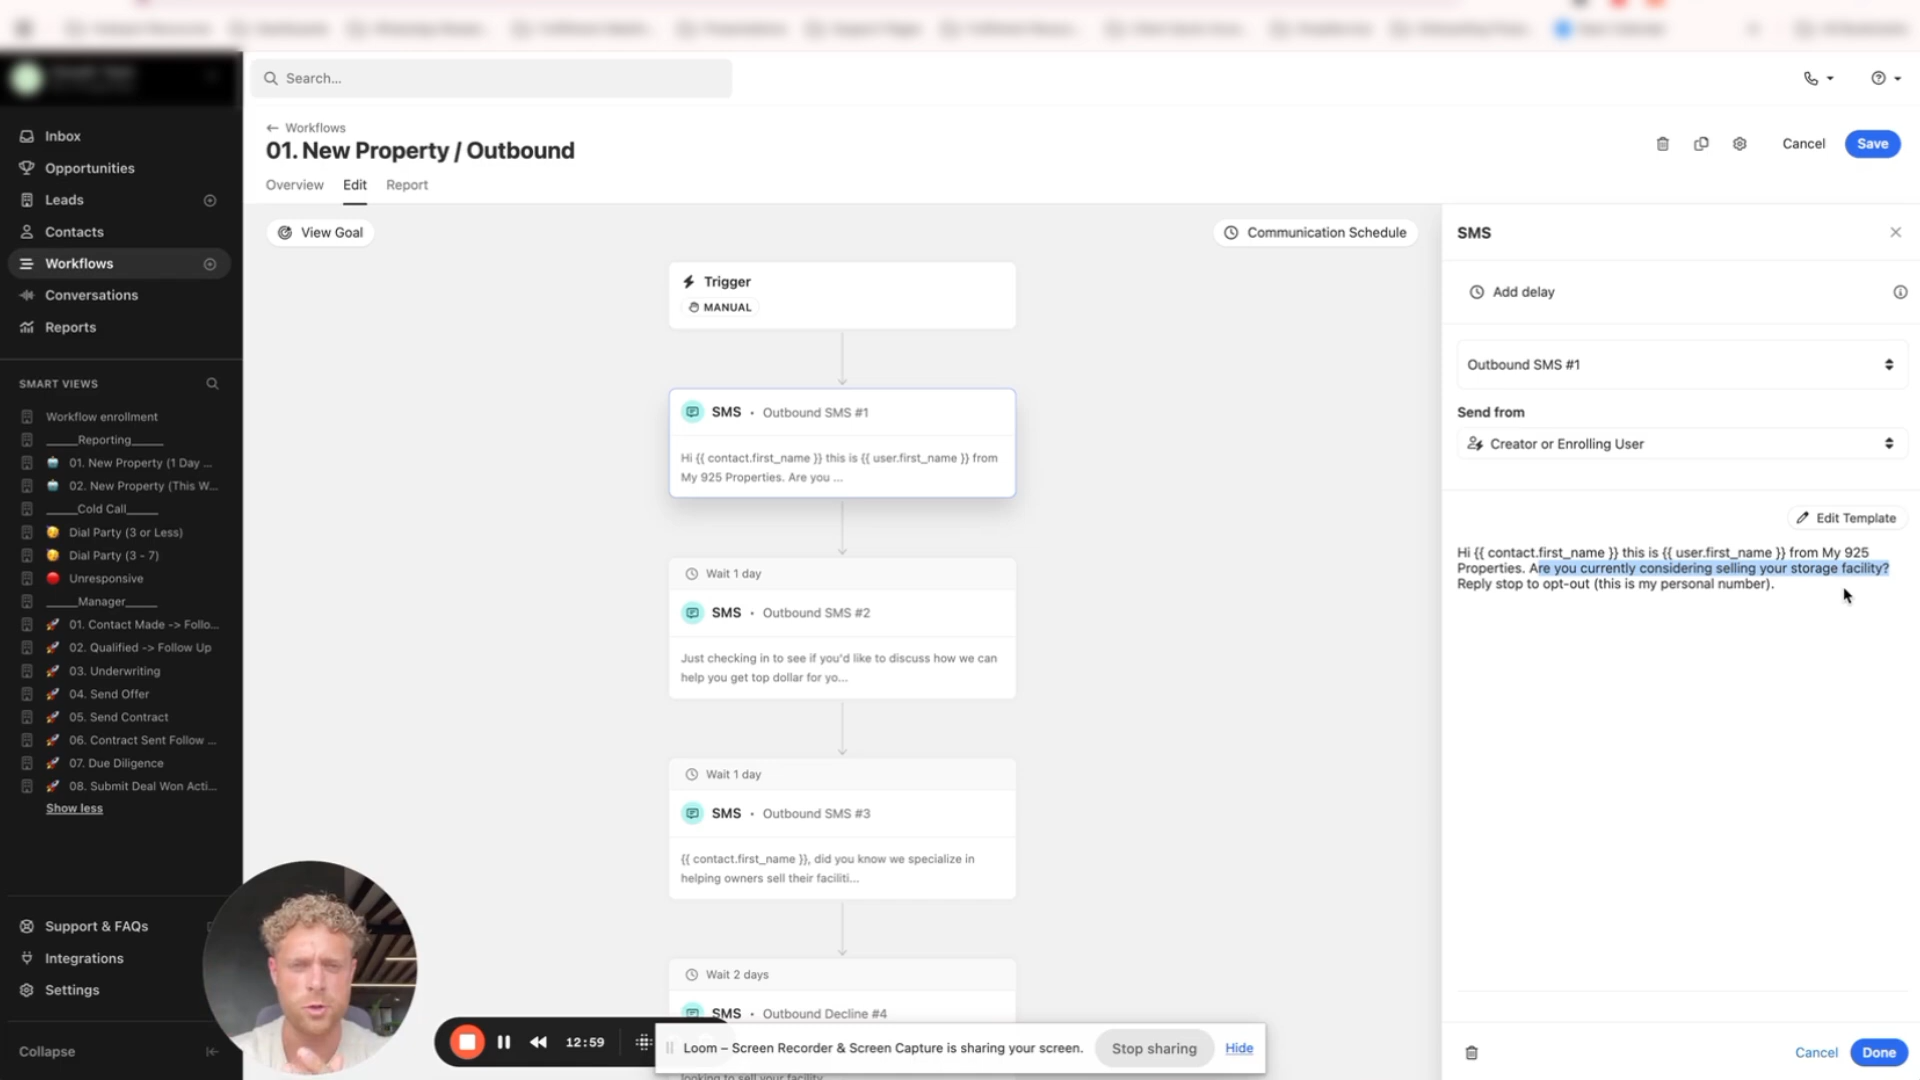 Search...
Inbox
Opportunities
Leads
Contacts
Workflows
Conversations
Reports
SMART VIEWS
Workflow enrollment
_____Reporting_____
01. New Property (1 Day ...
02. New Property (This W...
_____Cold Call_____
Dial Party (3 or Less)
Dial Party (3 - 7)
Unresponsive
_____Manager_____
01. Contact Made -> Follo...
02. Qualified -> Follow Up
03. Underwriting
04. Send Offer
05. Send Contract
06. Contract Sent Follow ...
07. Due Diligence
08. Submit Deal Won Acti...
Show less
Support & FAQs
Integrations
Settings
Collapse
← Workflows
01. New Property / Outbound
Cancel
Save
Overview
Edit
Report
View Goal
Communication Schedule
Trigger
MANUAL
SMS • Outbound SMS #1
Hi {{ contact.first_name }} this is {{ user.first_name }} from
My 925 Properties. Are you ...
Wait 1 day
SMS • Outbound SMS #2
Just checking in to see if you'd like to discuss how we can
help you get top dollar for yo...
Wait 1 day
SMS • Outbound SMS #3
{{ contact.first_name }}, did you know we specialize in
helping owners sell their faciliti...
Wait 2 days
SMS • Outbound Decline #4
looking to sell your facility
SMS
Add delay
Outbound SMS #1
Send from
Creator or Enrolling User
Edit Template
Hi {{ contact.first_name }} this is {{ user.first_name }} from My 925
Properties. Are you currently considering selling your storage facility?
Reply stop to opt-out (this is my personal number).
Cancel
Done
12:59
Loom – Screen Recorder & Screen Capture is sharing your screen.
Stop sharing
Hide